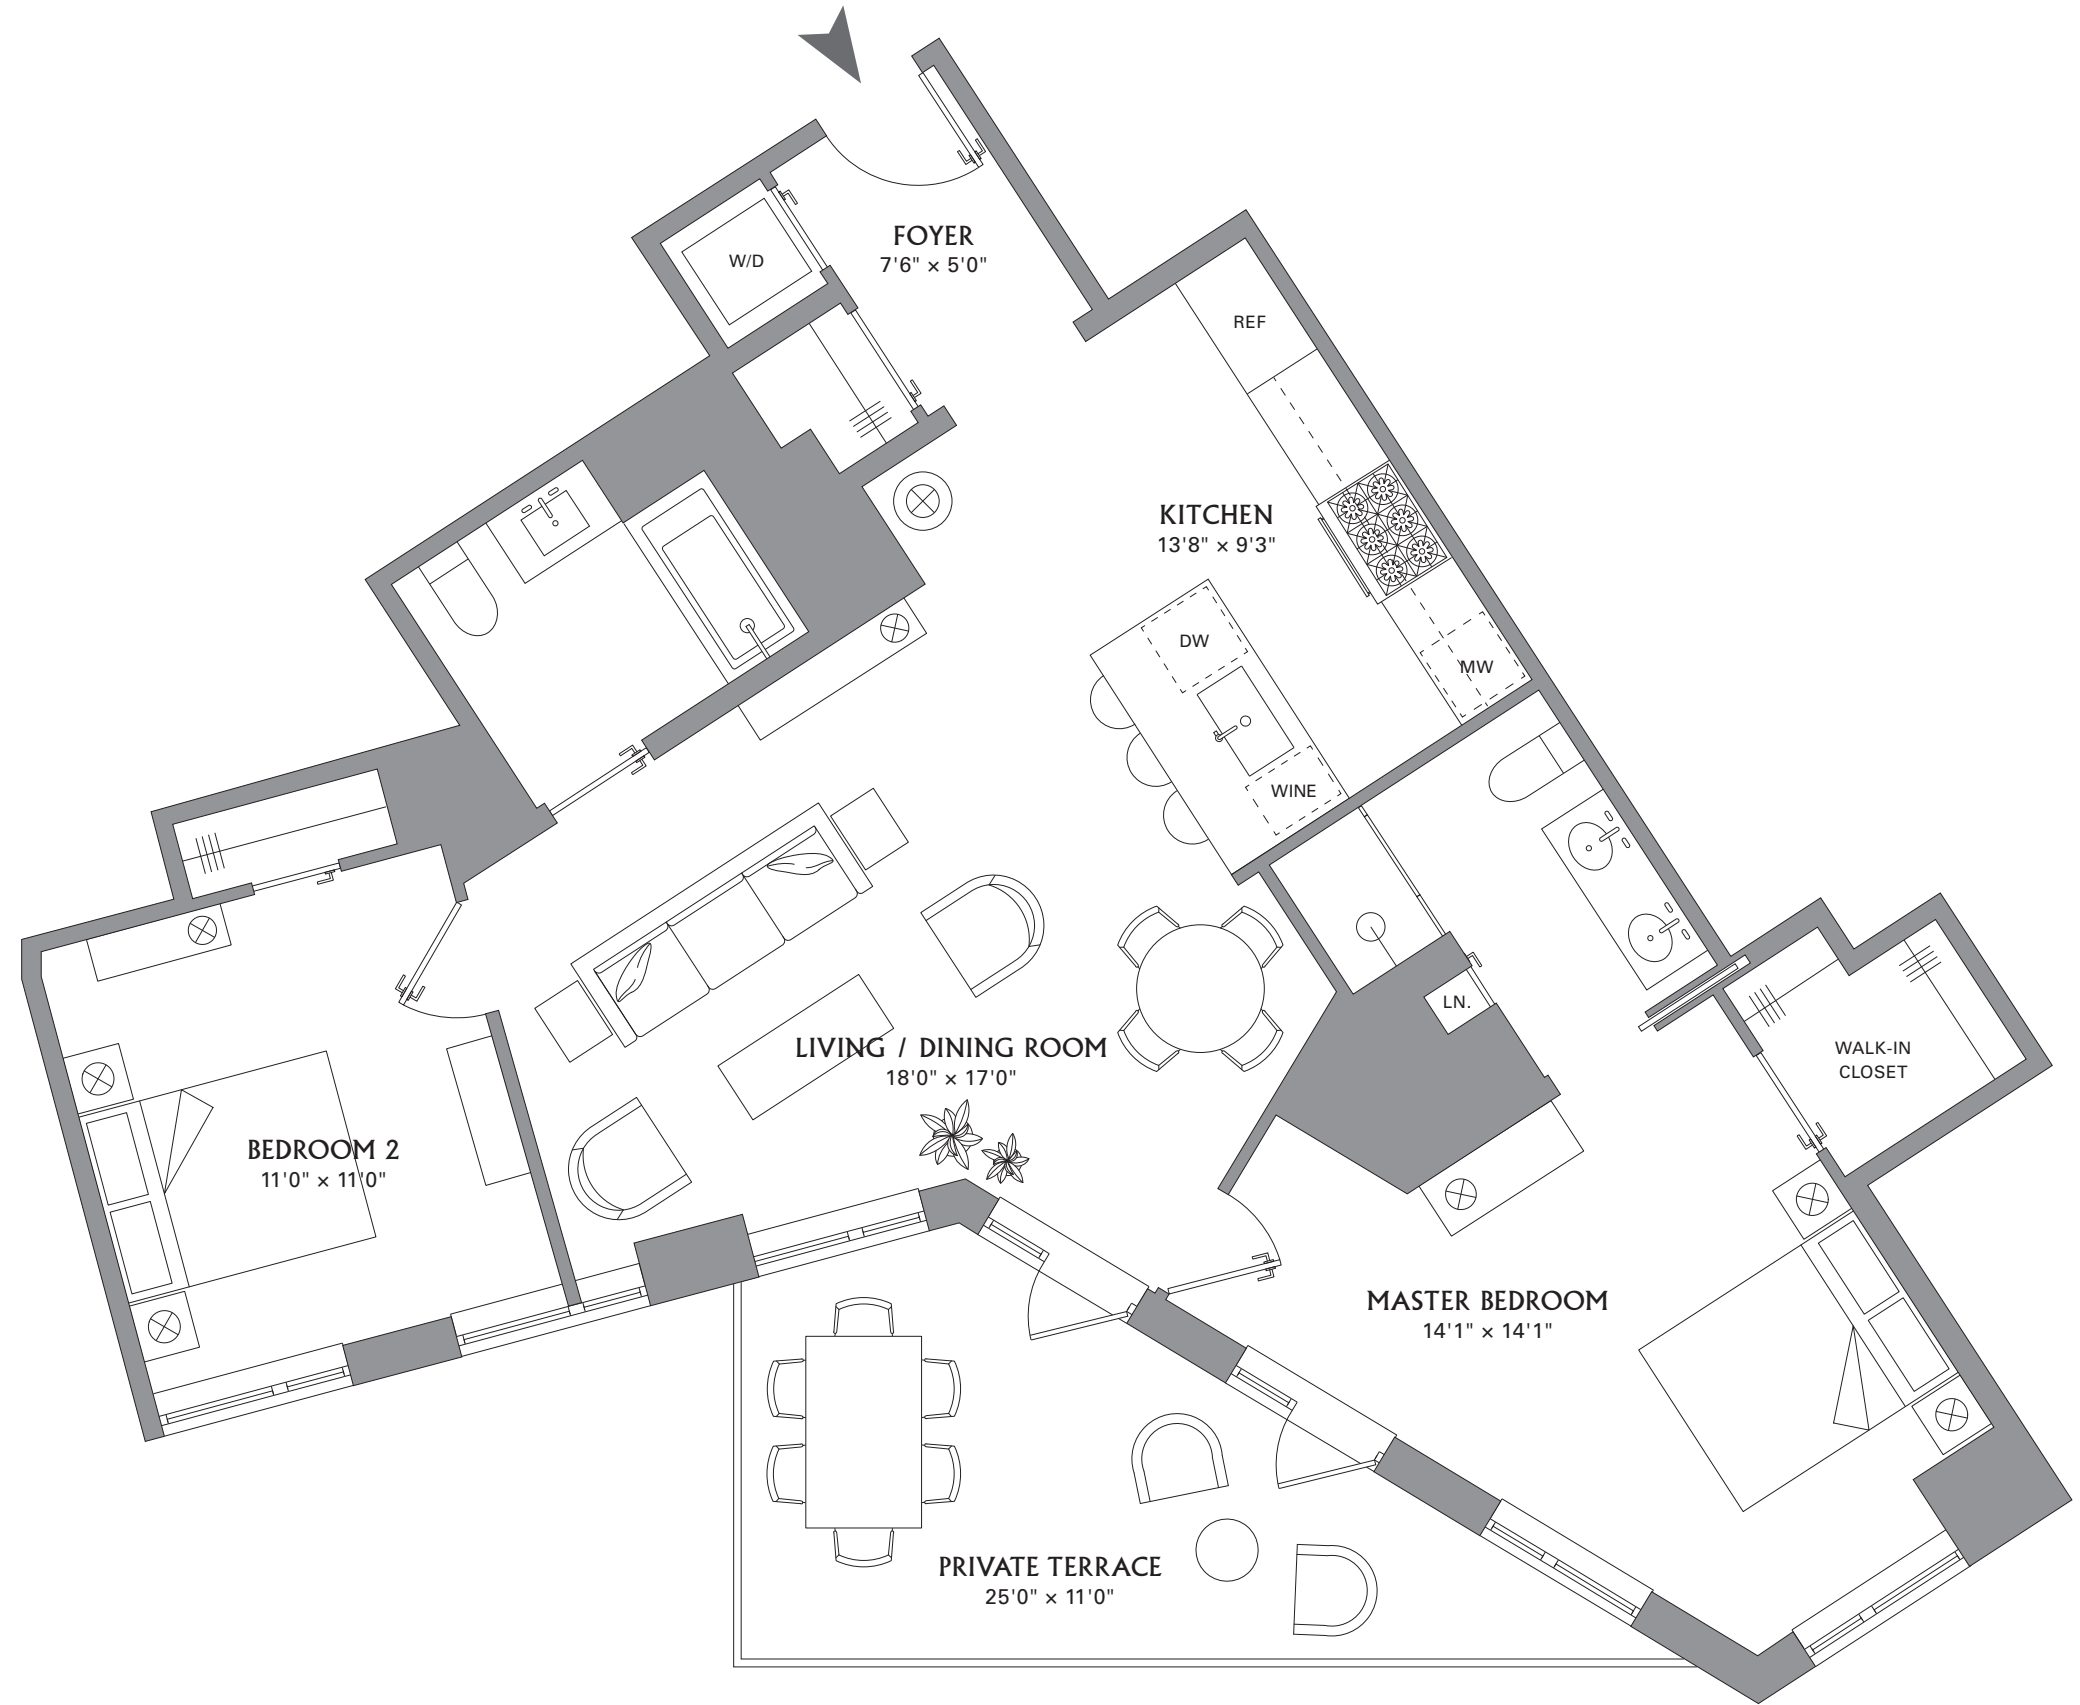 FOYER
7'6" × 5'0"
W/D
REF
KITCHEN
13'8" × 9'3"
DW
MW
WINE
LN.
LIVING / DINING ROOM
18'0" × 17'0"
WALK-IN
CLOSET
BEDROOM 2
11'0" × 11'0"
MASTER BEDROOM
14'1" × 14'1"
PRIVATE TERRACE
25'0" × 11'0"